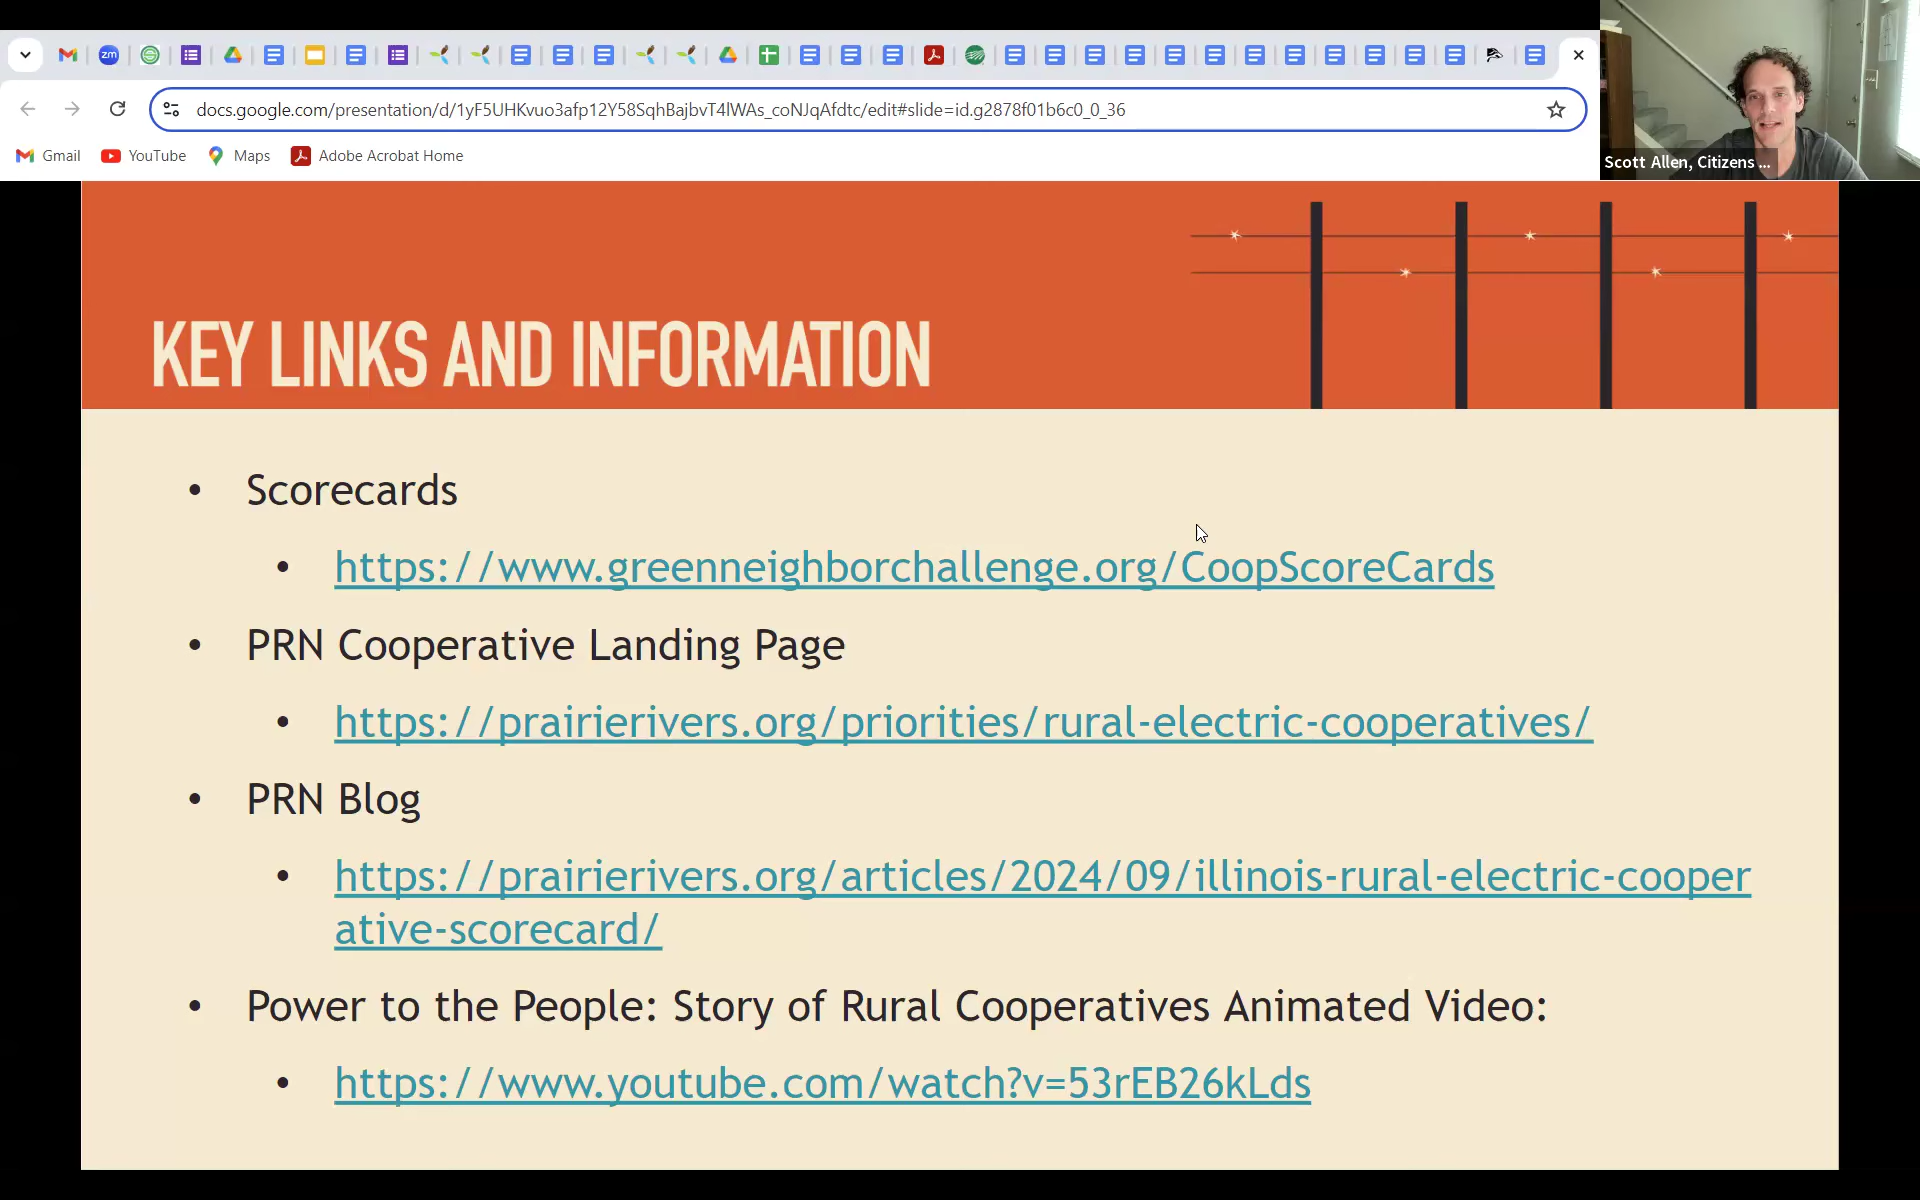 zm
docs.google.com/presentation/d/1yF5UHKvuo3afp12Y58SqhBajbvT4lWAs_coNJqAfdtc/edit#slide=id.g2878f01b6c0_0_36
Gmail YouTube Maps Adobe Acrobat Home
Scott Allen, Citizens ...
KEY LINKS AND INFORMATION
• Scorecards
• https://www.greenneighborchallenge.org/CoopScoreCards
• PRN Cooperative Landing Page
• https://prairierivers.org/priorities/rural-electric-cooperatives/
• PRN Blog
• https://prairierivers.org/articles/2024/09/illinois-rural-electric-cooper
ative-scorecard/
• Power to the People: Story of Rural Cooperatives Animated Video:
• https://www.youtube.com/watch?v=53rEB26kLds